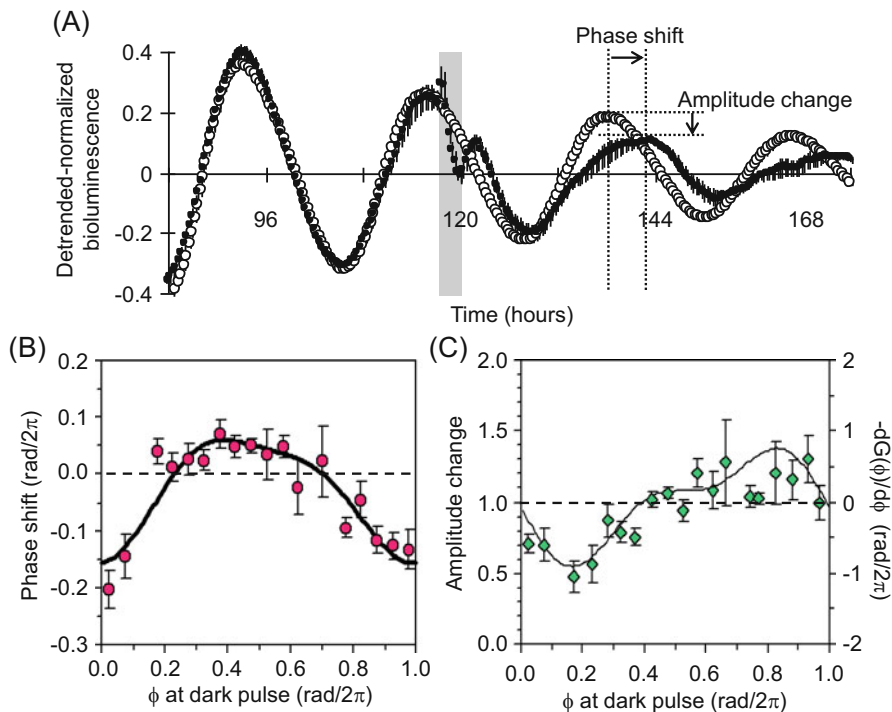 (A)
Detrended-normalized
bioluminescence
0.4
0.2
0
-0.2
-0.4
96
120
144
168
Time (hours)
Phase shift
Amplitude change
(B)
Phase shift (rad/2π)
0.2
0.1
0.0
-0.1
-0.2
-0.3
0.0 0.2 0.4 0.6 0.8 1.0
ϕ at dark pulse (rad/2π)
(C)
Amplitude change
2.0
1.5
1.0
0.5
0.0
0.0 0.2 0.4 0.6 0.8 1.0
ϕ at dark pulse (rad/2π)
2
1
0
-1
-2
-dG(ϕ)/dϕ (rad/2π)